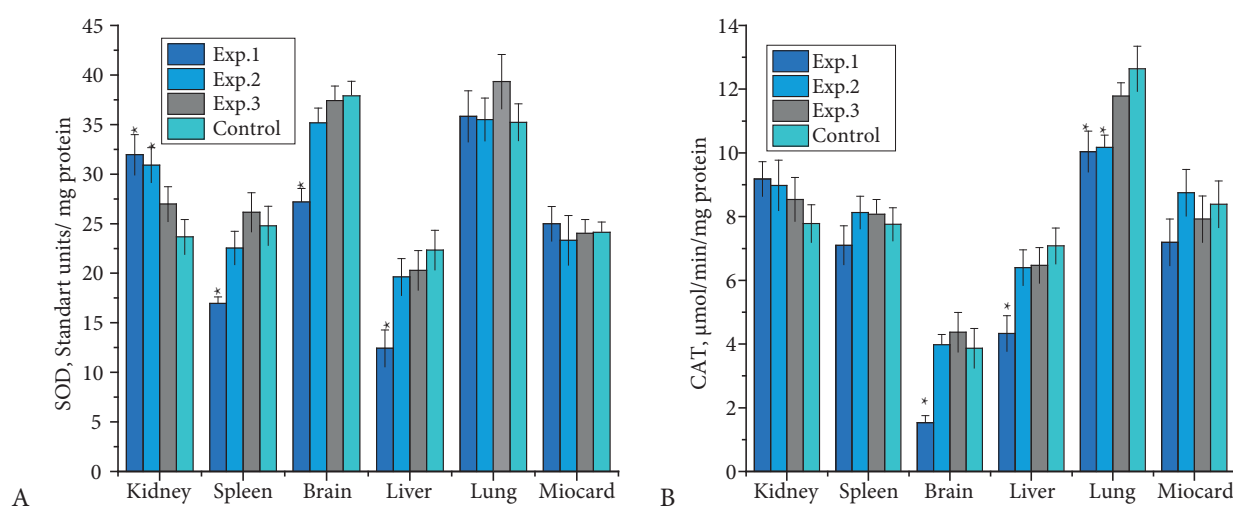 45
40
35
30
25
20
15
10
5
0
SOD, Standart units/ mg protein
Exp.1
Exp.2
Exp.3
Control
*
*
*
*
*
Kidney Spleen Brain Liver Lung Miocard
A
14
12
10
8
6
4
2
0
CAT, μmol/min/mg protein
Exp.1
Exp.2
Exp.3
Control
* *
*
*
Kidney Spleen Brain Liver Lung Miocard
B